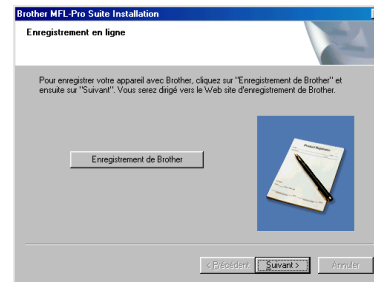 Brother MFL-Pro Suite Installation
Enregistrement en ligne
Pour enregistrer votre appareil avec Brother, cliquez sur "Enregistrement de Brother" et
ensuite sur "Suivant". Vous serez dirigé vers le Web site d'enregistrement de Brother.
Product Registration
Enregistrement de Brother
< Précédent
Suivant >
Annuler